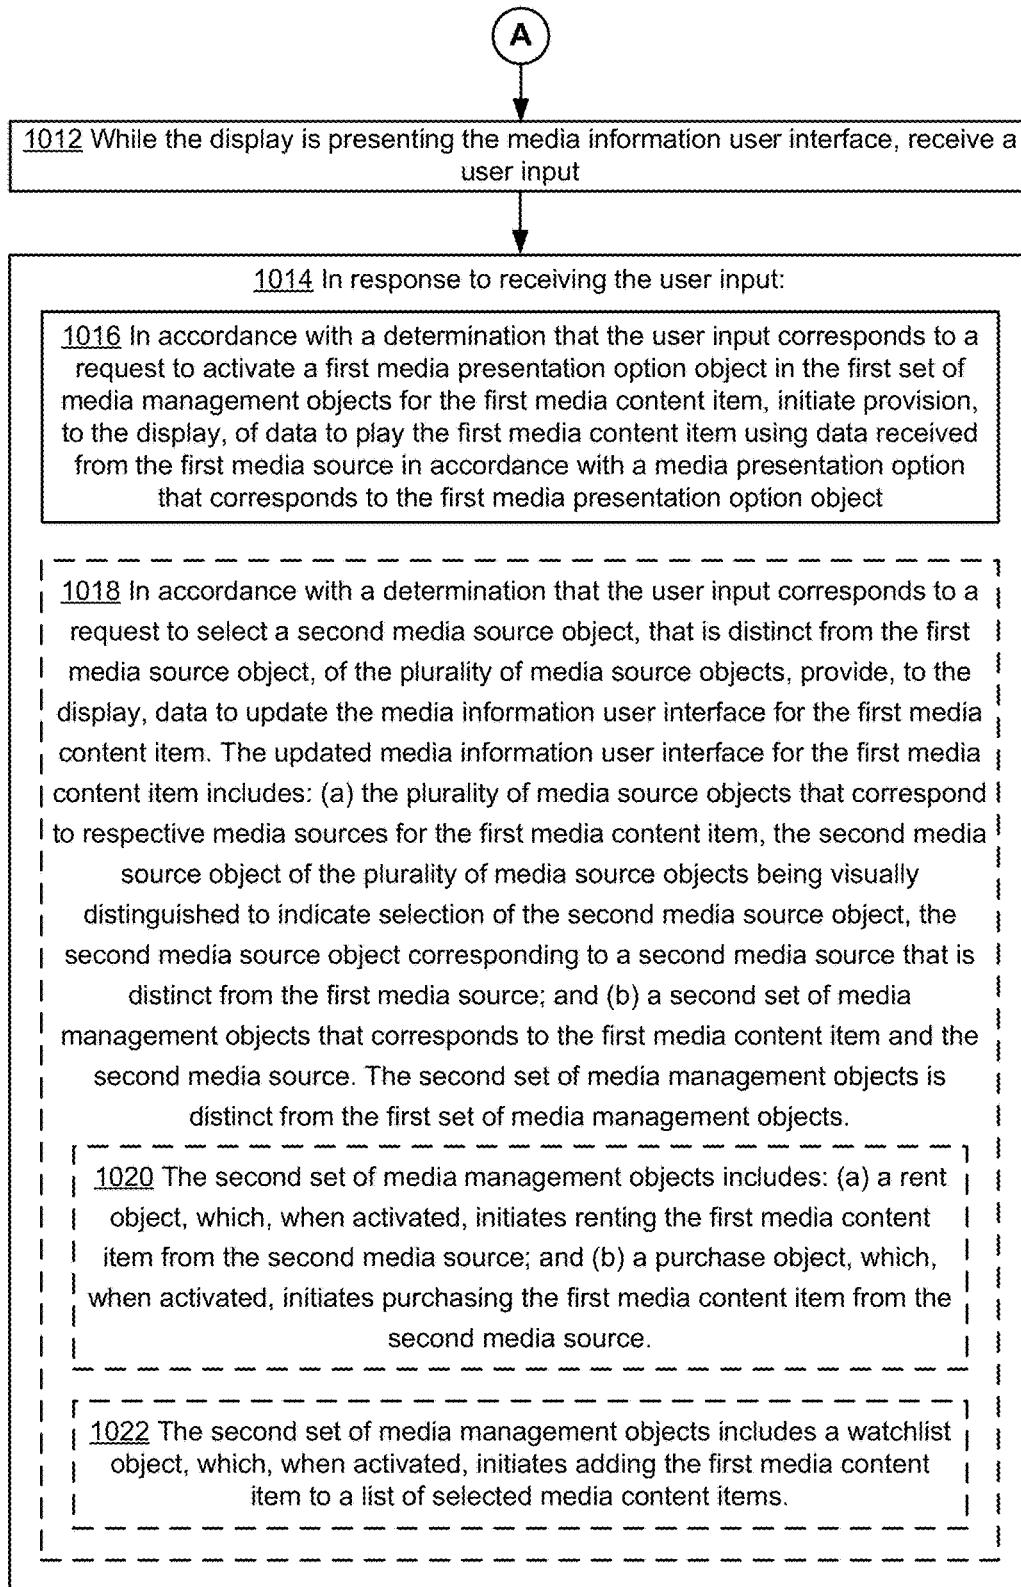 A
1012 While the display is presenting the media information user interface, receive a
user input
1014 In response to receiving the user input:
1016 In accordance with a determination that the user input corresponds to a
request to activate a first media presentation option object in the first set of
media management objects for the first media content item, initiate provision,
to the display, of data to play the first media content item using data received
from the first media source in accordance with a media presentation option
that corresponds to the first media presentation option object
1018 In accordance with a determination that the user input corresponds to a
request to select a second media source object, that is distinct from the first
media source object, of the plurality of media source objects, provide, to the
display, data to update the media information user interface for the first media
content item. The updated media information user interface for the first media
content item includes: (a) the plurality of media source objects that correspond
to respective media sources for the first media content item, the second media
source object of the plurality of media source objects being visually
distinguished to indicate selection of the second media source object, the
second media source object corresponding to a second media source that is
distinct from the first media source; and (b) a second set of media
management objects that corresponds to the first media content item and the
second media source. The second set of media management objects is
distinct from the first set of media management objects.
1020 The second set of media management objects includes: (a) a rent
object, which, when activated, initiates renting the first media content
item from the second media source; and (b) a purchase object, which,
when activated, initiates purchasing the first media content item from the
second media source.
1022 The second set of media management objects includes a watchlist
object, which, when activated, initiates adding the first media content
item to a list of selected media content items.